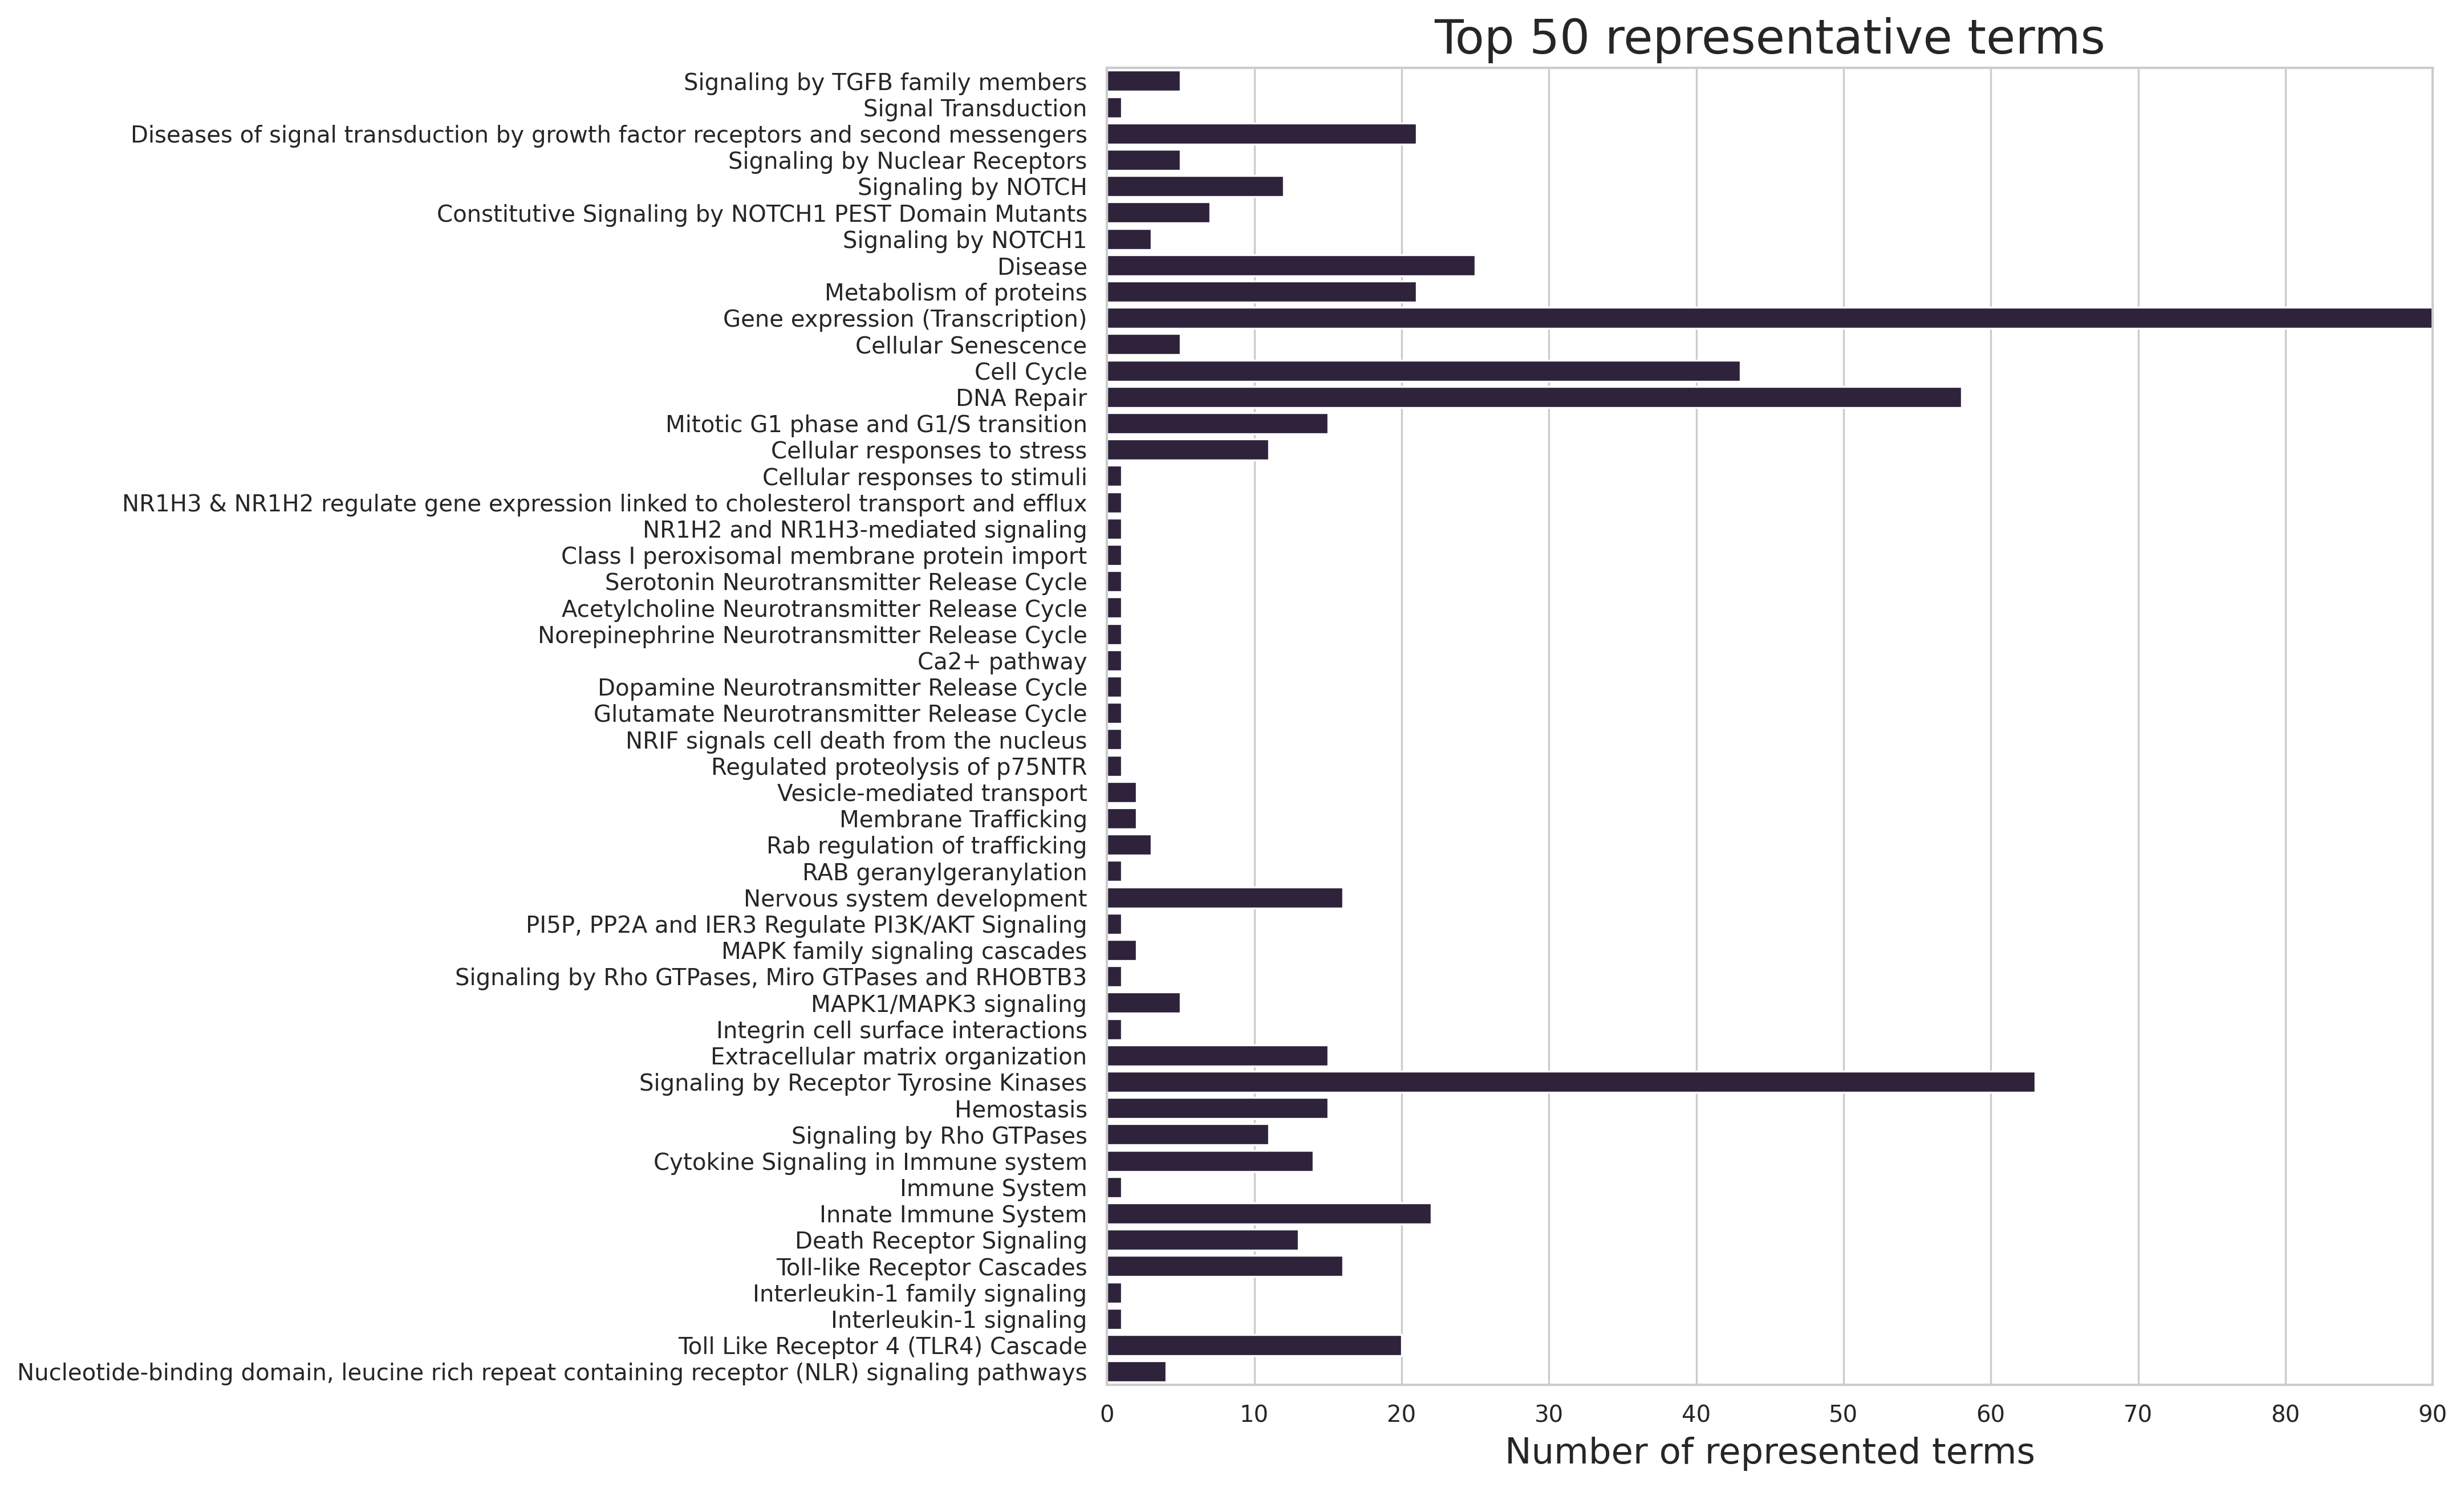 Top 50 representative terms
Signaling by TGFB family members
Signal Transduction
Diseases of signal transduction by growth factor receptors and second messengers
Signaling by Nuclear Receptors
Signaling by NOTCH
Constitutive Signaling by NOTCH1 PEST Domain Mutants
Signaling by NOTCH1
Disease
Metabolism of proteins
Gene expression (Transcription)
Cellular Senescence
Cell Cycle
DNA Repair
Mitotic G1 phase and G1/S transition
Cellular responses to stress
Cellular responses to stimuli
NR1H3 & NR1H2 regulate gene expression linked to cholesterol transport and efflux
NR1H2 and NR1H3-mediated signaling
Class I peroxisomal membrane protein import
Serotonin Neurotransmitter Release Cycle
Acetylcholine Neurotransmitter Release Cycle
Norepinephrine Neurotransmitter Release Cycle
Ca2+ pathway
Dopamine Neurotransmitter Release Cycle
Glutamate Neurotransmitter Release Cycle
NRIF signals cell death from the nucleus
Regulated proteolysis of p75NTR
Vesicle-mediated transport
Membrane Trafficking
Rab regulation of trafficking
RAB geranylgeranylation
Nervous system development
PI5P, PP2A and IER3 Regulate PI3K/AKT Signaling
MAPK family signaling cascades
Signaling by Rho GTPases, Miro GTPases and RHOBTB3
MAPK1/MAPK3 signaling
Integrin cell surface interactions
Extracellular matrix organization
Signaling by Receptor Tyrosine Kinases
Hemostasis
Signaling by Rho GTPases
Cytokine Signaling in Immune system
Immune System
Innate Immune System
Death Receptor Signaling
Toll-like Receptor Cascades
Interleukin-1 family signaling
Interleukin-1 signaling
Toll Like Receptor 4 (TLR4) Cascade
Nucleotide-binding domain, leucine rich repeat containing receptor (NLR) signaling pathways
0 10 20 30 40 50 60 70 80 90
Number of represented terms